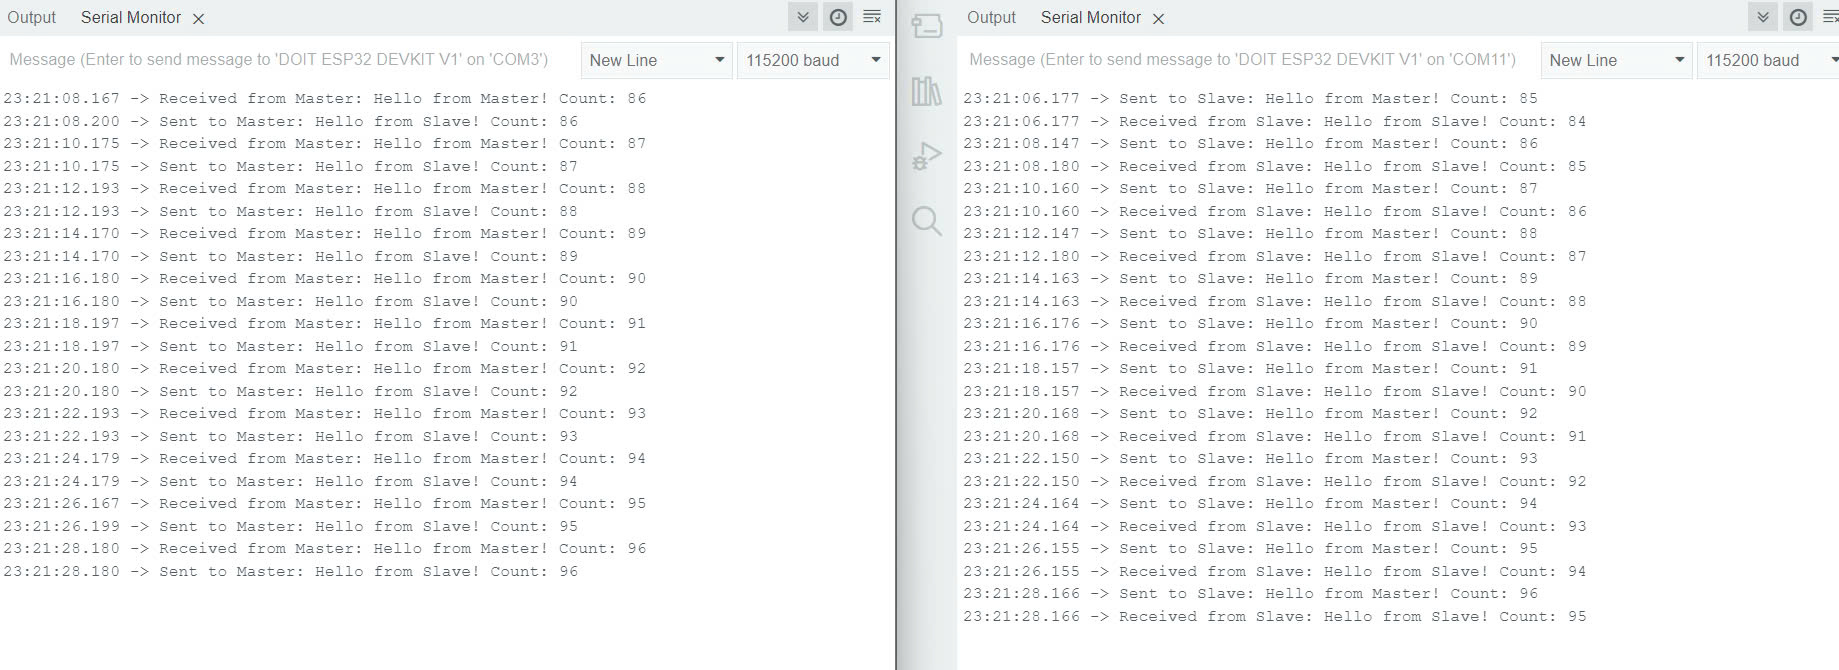 Output Serial Monitor
Message (Enter to send message to 'DOIT ESP32 DEVKIT V1' on 'COM3') New Line 115200 baud
23:21:08.167 -> Received from Master: Hello from Master! Count: 86
23:21:08.200 -> Sent to Master: Hello from Slave! Count: 86
23:21:10.175 -> Received from Master: Hello from Master! Count: 87
23:21:10.175 -> Sent to Master: Hello from Slave! Count: 87
23:21:12.193 -> Received from Master: Hello from Master! Count: 88
23:21:12.193 -> Sent to Master: Hello from Slave! Count: 88
23:21:14.170 -> Received from Master: Hello from Master! Count: 89
23:21:14.170 -> Sent to Master: Hello from Slave! Count: 89
23:21:16.180 -> Received from Master: Hello from Master! Count: 90
23:21:16.180 -> Sent to Master: Hello from Slave! Count: 90
23:21:18.197 -> Received from Master: Hello from Master! Count: 91
23:21:18.197 -> Sent to Master: Hello from Slave! Count: 91
23:21:20.180 -> Received from Master: Hello from Master! Count: 92
23:21:20.180 -> Sent to Master: Hello from Slave! Count: 92
23:21:22.193 -> Received from Master: Hello from Master! Count: 93
23:21:22.193 -> Sent to Master: Hello from Slave! Count: 93
23:21:24.179 -> Received from Master: Hello from Master! Count: 94
23:21:24.179 -> Sent to Master: Hello from Slave! Count: 94
23:21:26.167 -> Received from Master: Hello from Master! Count: 95
23:21:26.199 -> Sent to Master: Hello from Slave! Count: 95
23:21:28.180 -> Received from Master: Hello from Master! Count: 96
23:21:28.180 -> Sent to Master: Hello from Slave! Count: 96
Output Serial Monitor
Message (Enter to send message to 'DOIT ESP32 DEVKIT V1' on 'COM11') New Line 115200 baud
23:21:06.177 -> Sent to Slave: Hello from Master! Count: 85
23:21:06.177 -> Received from Slave: Hello from Slave! Count: 84
23:21:08.147 -> Sent to Slave: Hello from Master! Count: 86
23:21:08.180 -> Received from Slave: Hello from Slave! Count: 85
23:21:10.160 -> Sent to Slave: Hello from Master! Count: 87
23:21:10.160 -> Received from Slave: Hello from Slave! Count: 86
23:21:12.147 -> Sent to Slave: Hello from Master! Count: 88
23:21:12.180 -> Received from Slave: Hello from Slave! Count: 87
23:21:14.163 -> Sent to Slave: Hello from Master! Count: 89
23:21:14.163 -> Received from Slave: Hello from Slave! Count: 88
23:21:16.176 -> Sent to Slave: Hello from Master! Count: 90
23:21:16.176 -> Received from Slave: Hello from Slave! Count: 89
23:21:18.157 -> Sent to Slave: Hello from Master! Count: 91
23:21:18.157 -> Received from Slave: Hello from Slave! Count: 90
23:21:20.168 -> Sent to Slave: Hello from Master! Count: 92
23:21:20.168 -> Received from Slave: Hello from Slave! Count: 91
23:21:22.150 -> Sent to Slave: Hello from Master! Count: 93
23:21:22.150 -> Received from Slave: Hello from Slave! Count: 92
23:21:24.164 -> Sent to Slave: Hello from Master! Count: 94
23:21:24.164 -> Received from Slave: Hello from Slave! Count: 93
23:21:26.155 -> Sent to Slave: Hello from Master! Count: 95
23:21:26.155 -> Received from Slave: Hello from Slave! Count: 94
23:21:28.166 -> Sent to Slave: Hello from Master! Count: 96
23:21:28.166 -> Received from Slave: Hello from Slave! Count: 95